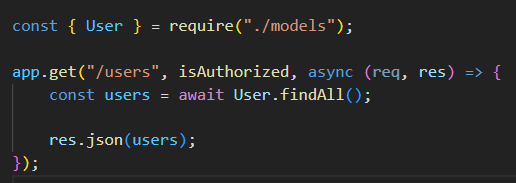 const { User } = require("./models");
app.get("/users", isAuthorized, async (req, res) => {
const users = await User.findAll();
res.json(users);
});